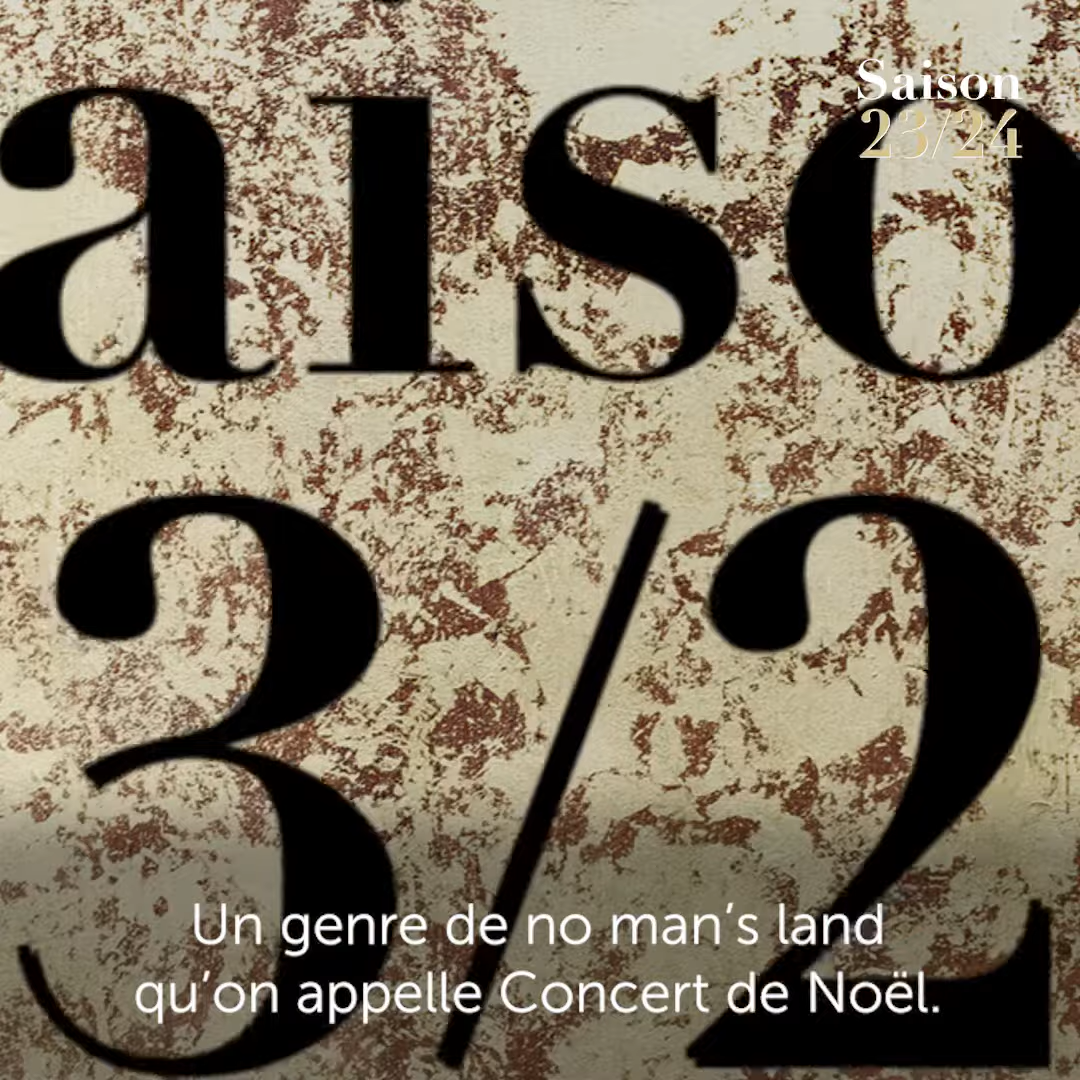 Saison
23/24
aiso
3/2
Un genre de no man's land
qu'on appelle Concert de Noël.